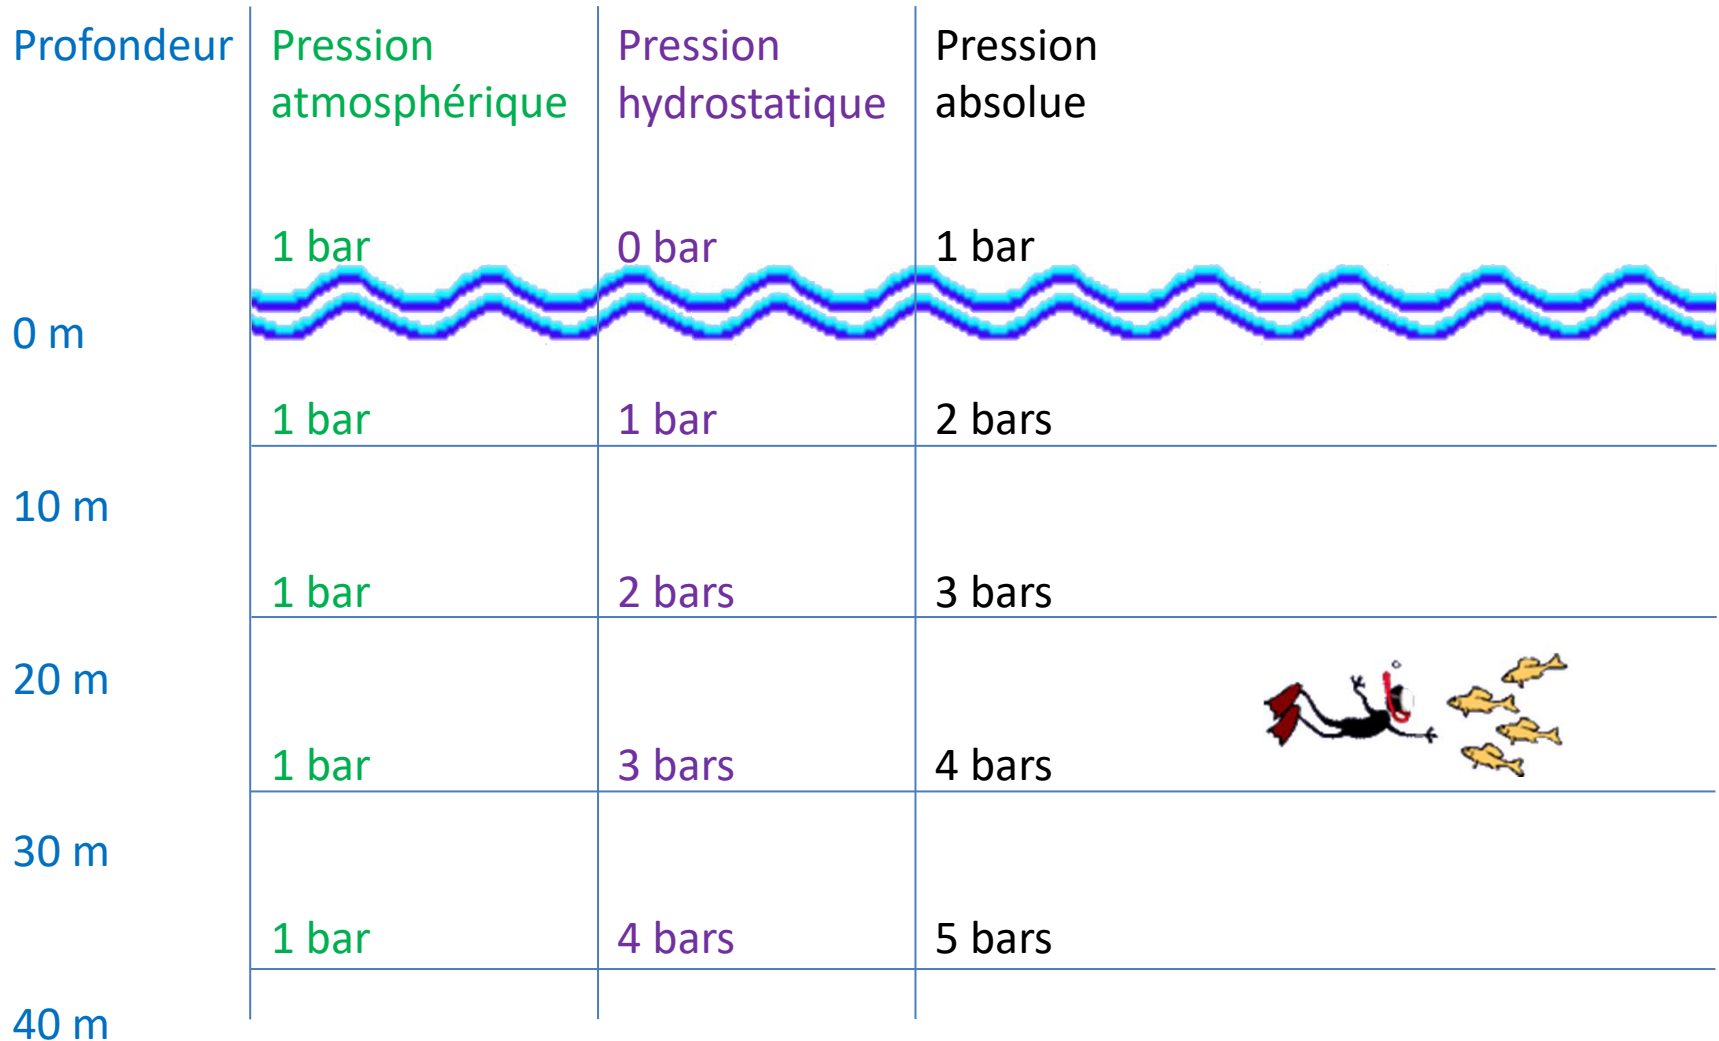 Profondeur
Pression
atmosphérique
Pression
hydrostatique
Pression
absolue
1 bar
0 bar
1 bar
0 m
1 bar
1 bar
2 bars
10 m
1 bar
2 bars
3 bars
20 m
1 bar
3 bars
4 bars
30 m
1 bar
4 bars
5 bars
40 m